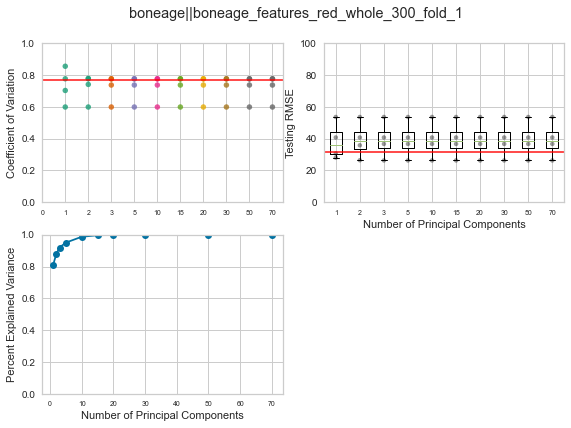 boneage||boneage_features_red_whole_300_fold_1
Coefficient of Variation
1.0
0.8
0.6
0.4
0.2
0.0
0 1 2 3 5 10 15 20 30 50 70
Testing RMSE
100
80
60
40
20
0
1 2 3 5 10 15 20 30 50 70
Number of Principal Components
Percent Explained Variance
1.0
0.8
0.6
0.4
0.2
0.0
0 10 20 30 40 50 60 70
Number of Principal Components